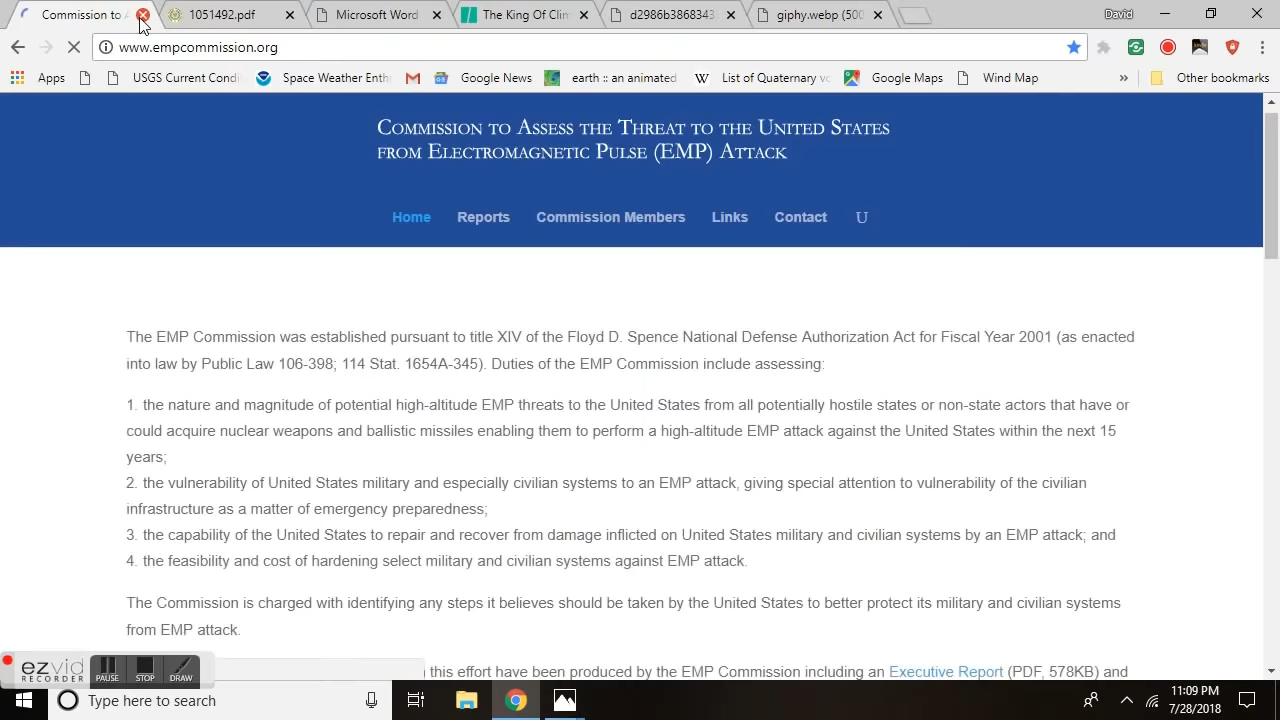 Commission to
1051492.pdf
Microsoft Word
The King Of Clim
d2986b3868343
giphy.webp (500
David
www.empcommission.org
Apps
USGS Current Condi
Space Weather Enth
Google News
earth :: an animated
W
List of Quaternary vo
Google Maps
Wind Map
»
Other bookmarks
Commission to Assess the Threat to the United States
from Electromagnetic Pulse (EMP) Attack
Home
Reports
Commission Members
Links
Contact
U
The EMP Commission was established pursuant to title XIV of the Floyd D. Spence National Defense Authorization Act for Fiscal Year 2001 (as enacted
into law by Public Law 106-398; 114 Stat. 1654A-345). Duties of the EMP Commission include assessing:
1. the nature and magnitude of potential high-altitude EMP threats to the United States from all potentially hostile states or non-state actors that have or
could acquire nuclear weapons and ballistic missiles enabling them to perform a high-altitude EMP attack against the United States within the next 15
years;
2. the vulnerability of United States military and especially civilian systems to an EMP attack, giving special attention to vulnerability of the civilian
infrastructure as a matter of emergency preparedness;
3. the capability of the United States to repair and recover from damage inflicted on United States military and civilian systems by an EMP attack; and
4. the feasibility and cost of hardening select military and civilian systems against EMP attack.
The Commission is charged with identifying any steps it believes should be taken by the United States to better protect its military and civilian systems
from EMP attack.
this effort have been produced by the EMP Commission including an Executive Report (PDF, 578KB) and
ezvid
RECORDER
PAUSE
STOP
DRAW
Type here to search
11:09 PM
7/28/2018